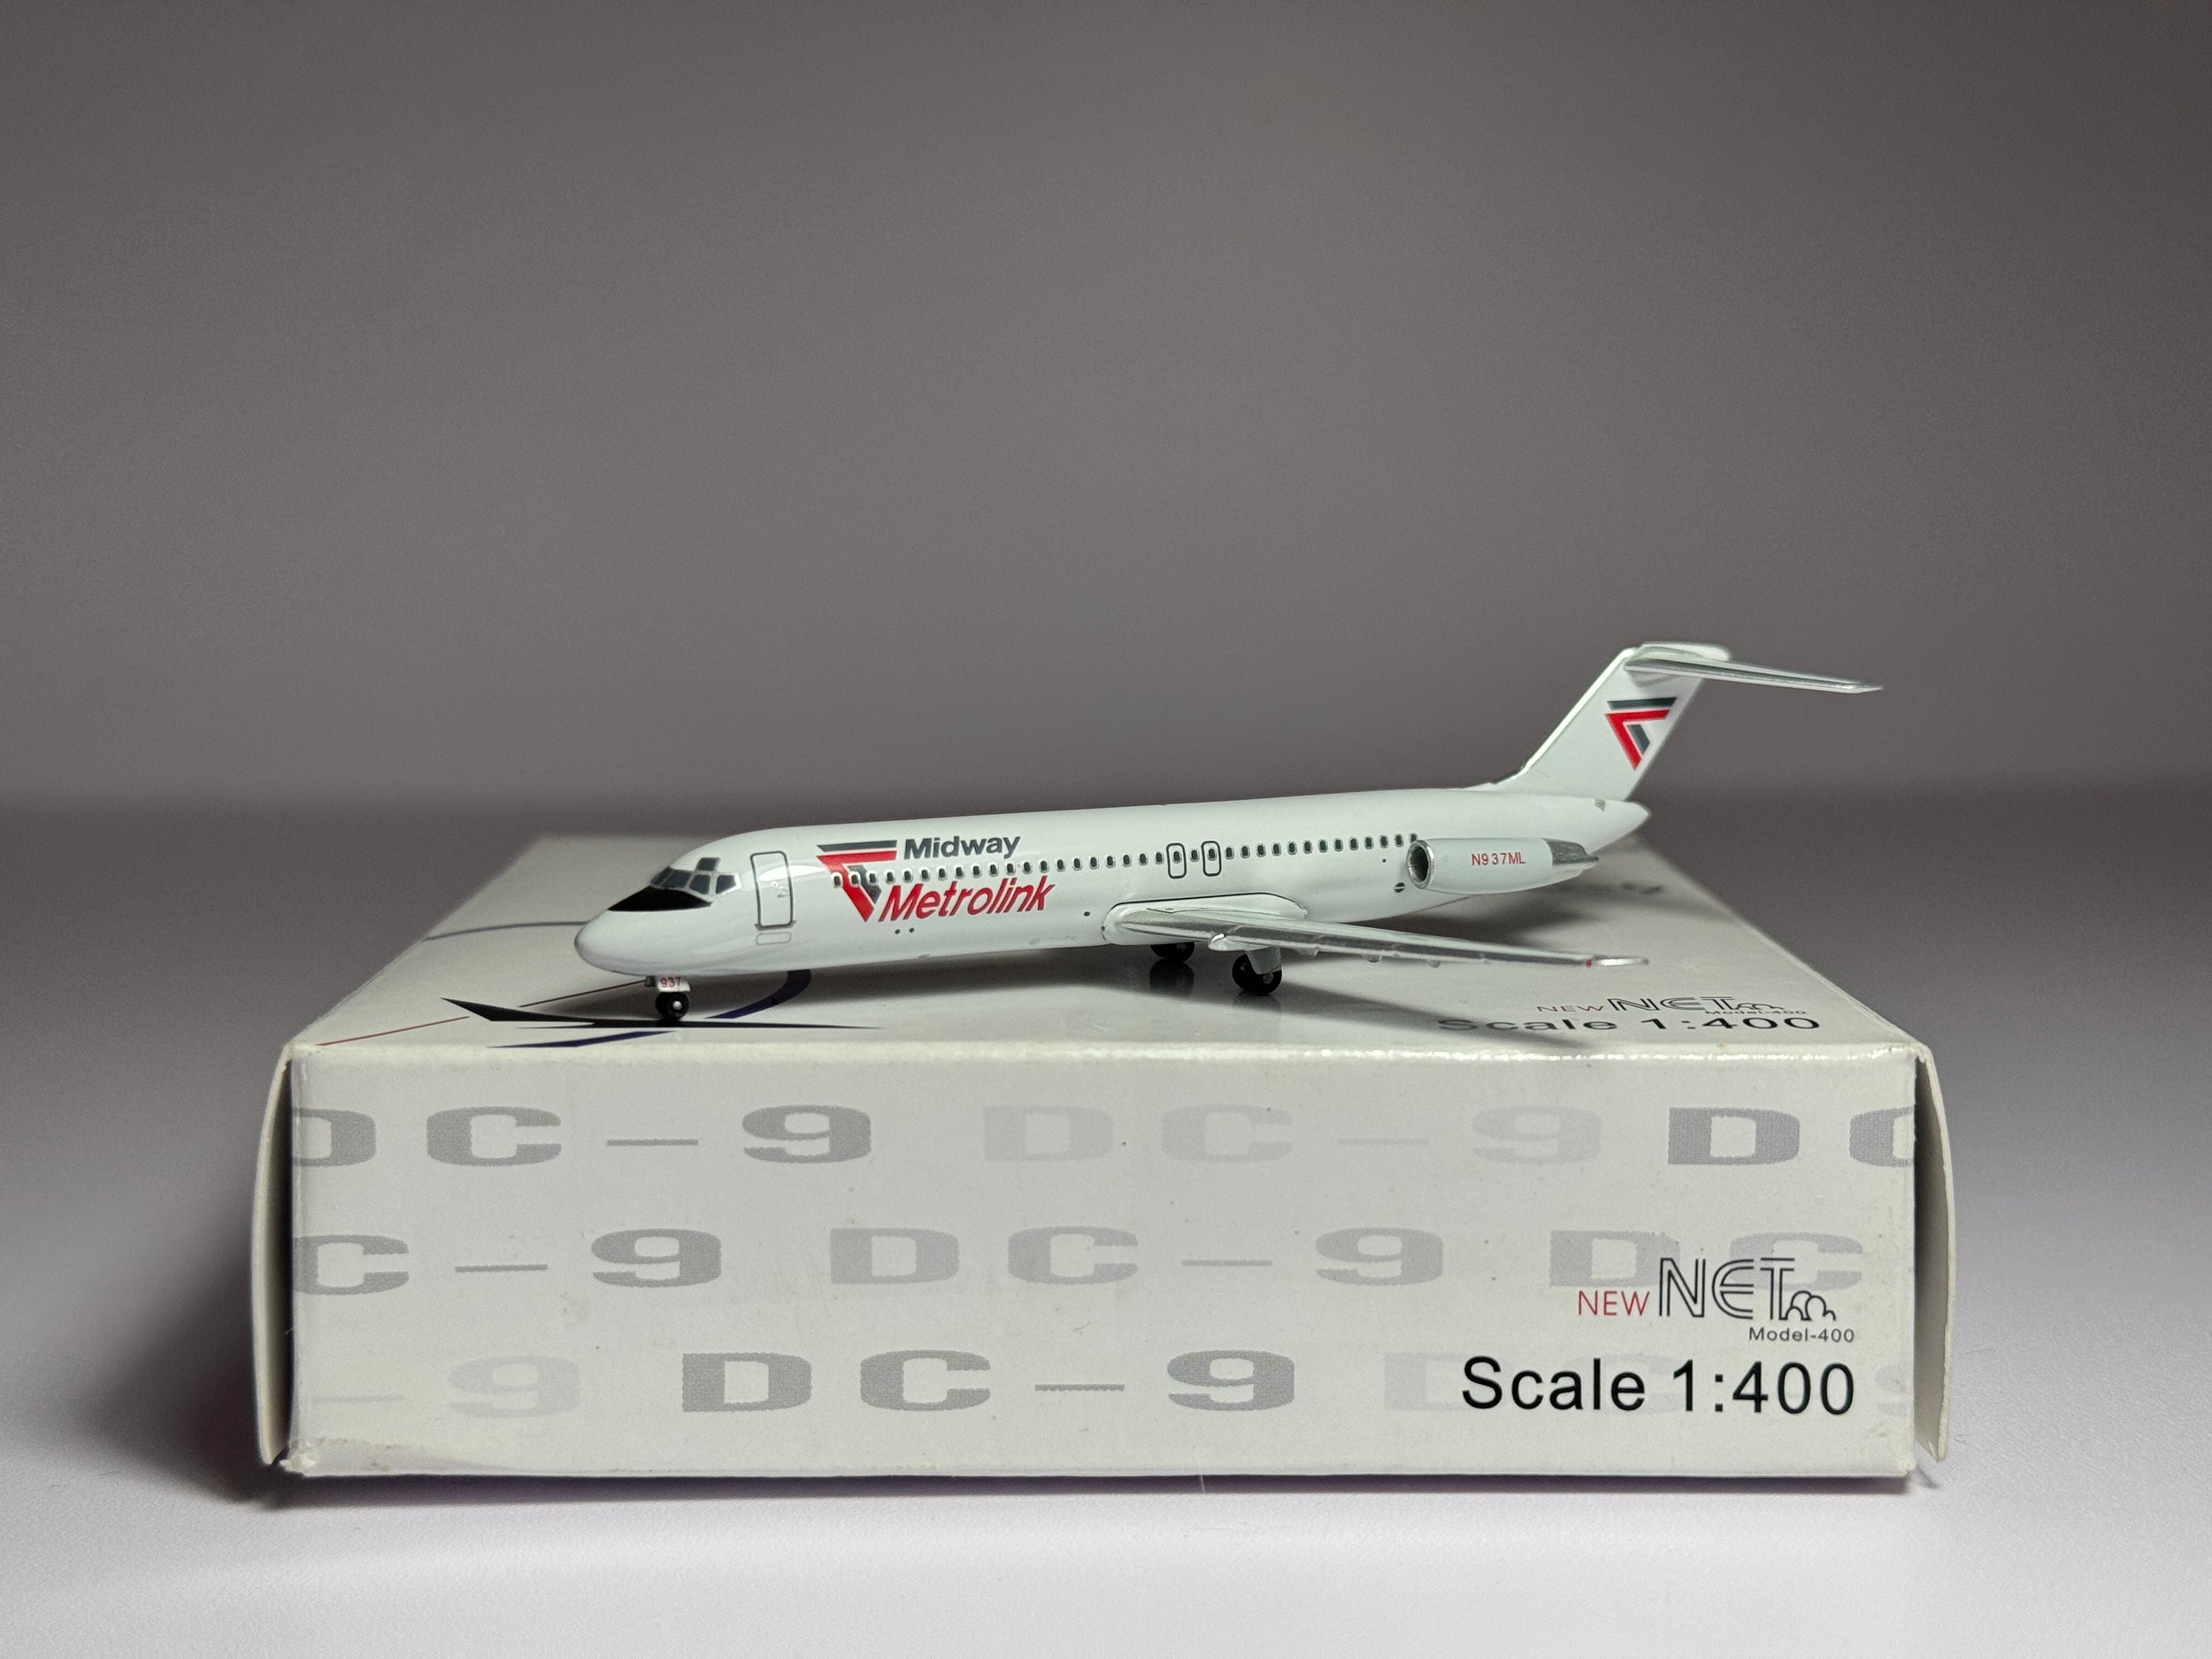 Midway
Metrolink
N937ML
937
NEW NET
Model-400
Scale 1:400
DC-9 DC-9 DC
C-9 DC-9 DC
-9 DC-9 D
NEW NET
Model-400
Scale 1:400